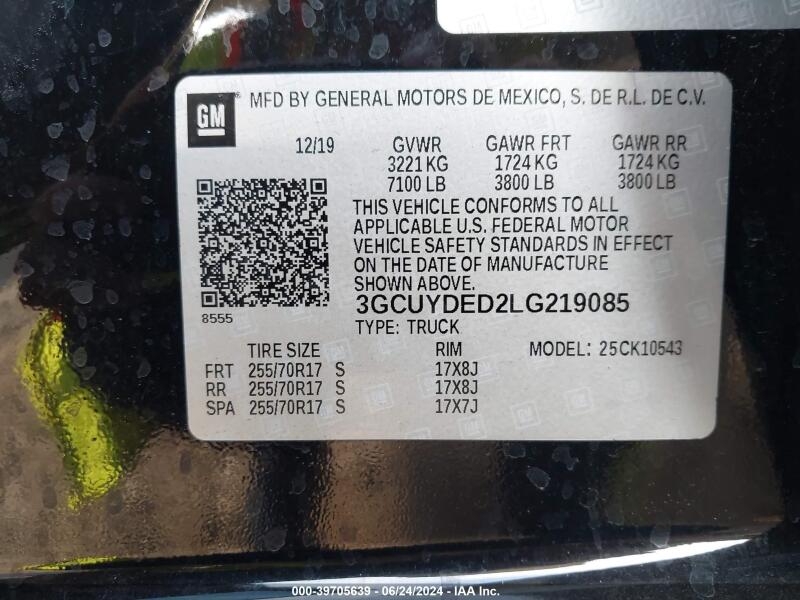 GM® MFD BY GENERAL MOTORS DE MEXICO, S. DE R.L. DE C.V.
12/19 GVWR GAWR FRT GAWR RR
3221 KG 1724 KG 1724 KG
7100 LB 3800 LB 3800 LB
THIS VEHICLE CONFORMS TO ALL
APPLICABLE U.S. FEDERAL MOTOR
VEHICLE SAFETY STANDARDS IN EFFECT
ON THE DATE OF MANUFACTURE
SHOWN ABOVE.
3GCUYDED2LG219085
8555
TYPE: TRUCK
TIRE SIZE RIM MODEL: 25CK10543
FRT 255/70R17 S 17X8J
RR 255/70R17 S 17X8J
SPA 255/70R17 S 17X7J
000-39705639 - 06/24/2024 - IAA Inc.